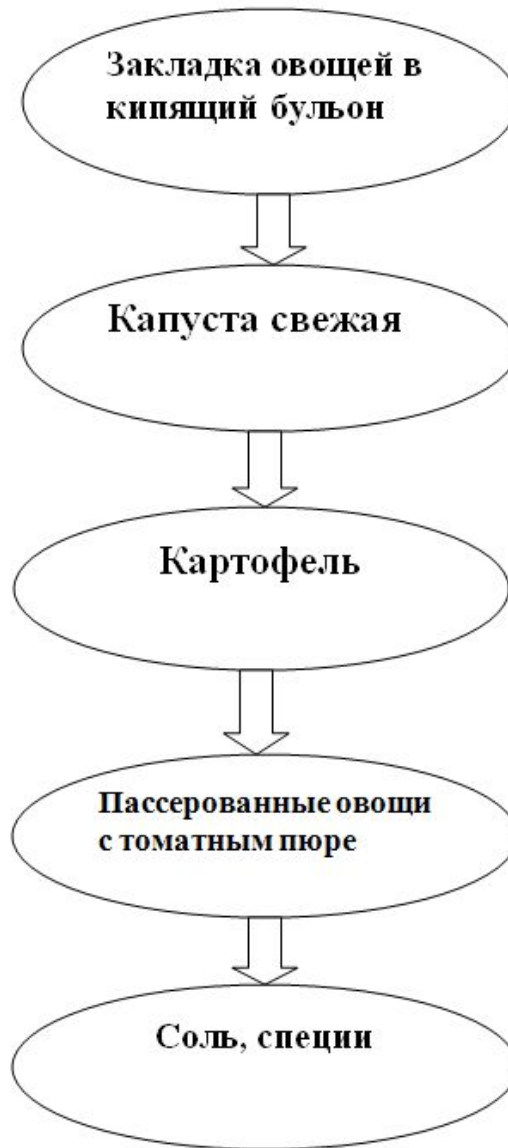 Закладка овощей в
кипящий бульон
Капуста свежая
Картофель
Пассерованные овощи
с томатным пюре
Соль, специи